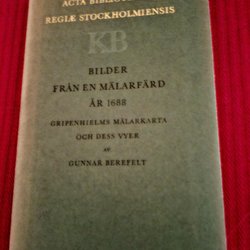 ACTA BIBLIOTHECÆ
REGIÆ STOCKHOLMIENSIS
KB
BILDER
FRÅN EN MÄLARFÄRD
ÅR 1688
GRIPENHIELMS MÄLARKARTA
OCH DESS VYER
AV
GUNNAR BEREFELT